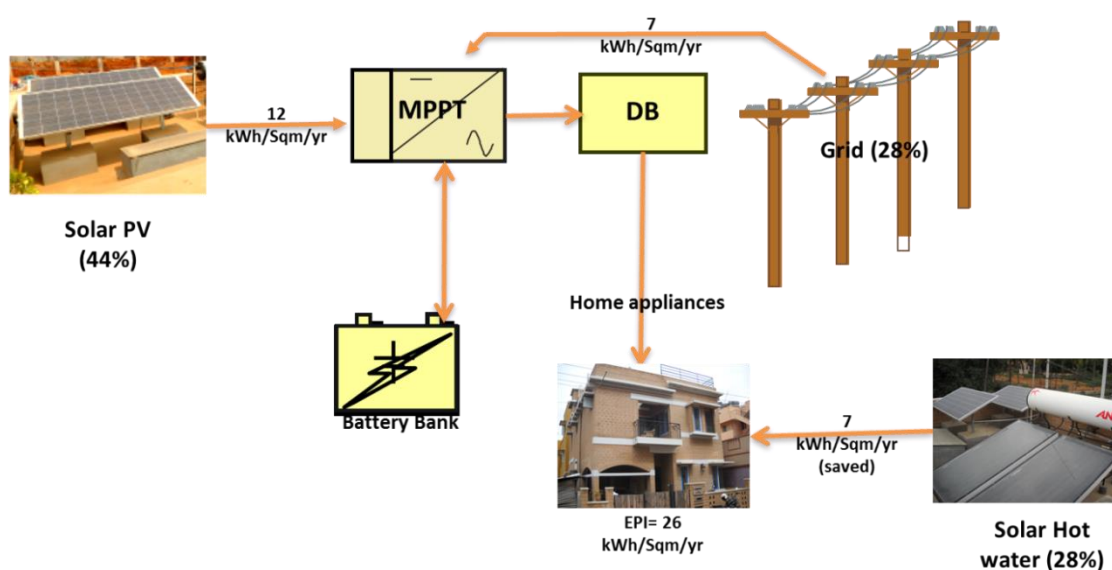 7
kWh/Sqm/yr
MPPT
DB
12
kWh/Sqm/yr
Grid (28%)
Solar PV
(44%)
Home appliances
Battery Bank
AN
7
kWh/Sqm/yr
(saved)
EPI= 26
kWh/Sqm/yr
Solar Hot
water (28%)